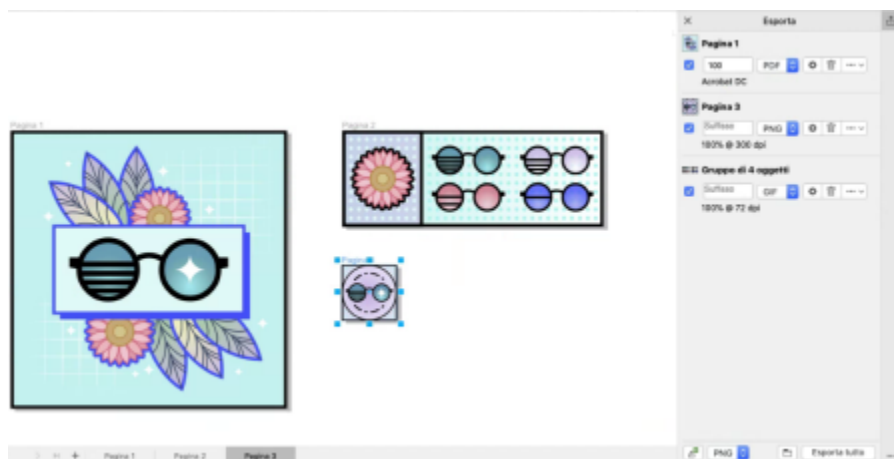 Esporta
Pagina 1
100 PDF
Acrobat DC
Pagina 3
Suffisso PNG
100% @ 300 dpi
Gruppo di 4 oggetti
Suffisso GIF
100% @ 72 dpi
Pagina 1
Pagina 2
Pagina
Pagina 1 Pagina 2 Pagina 3
PNG Esporta tutto